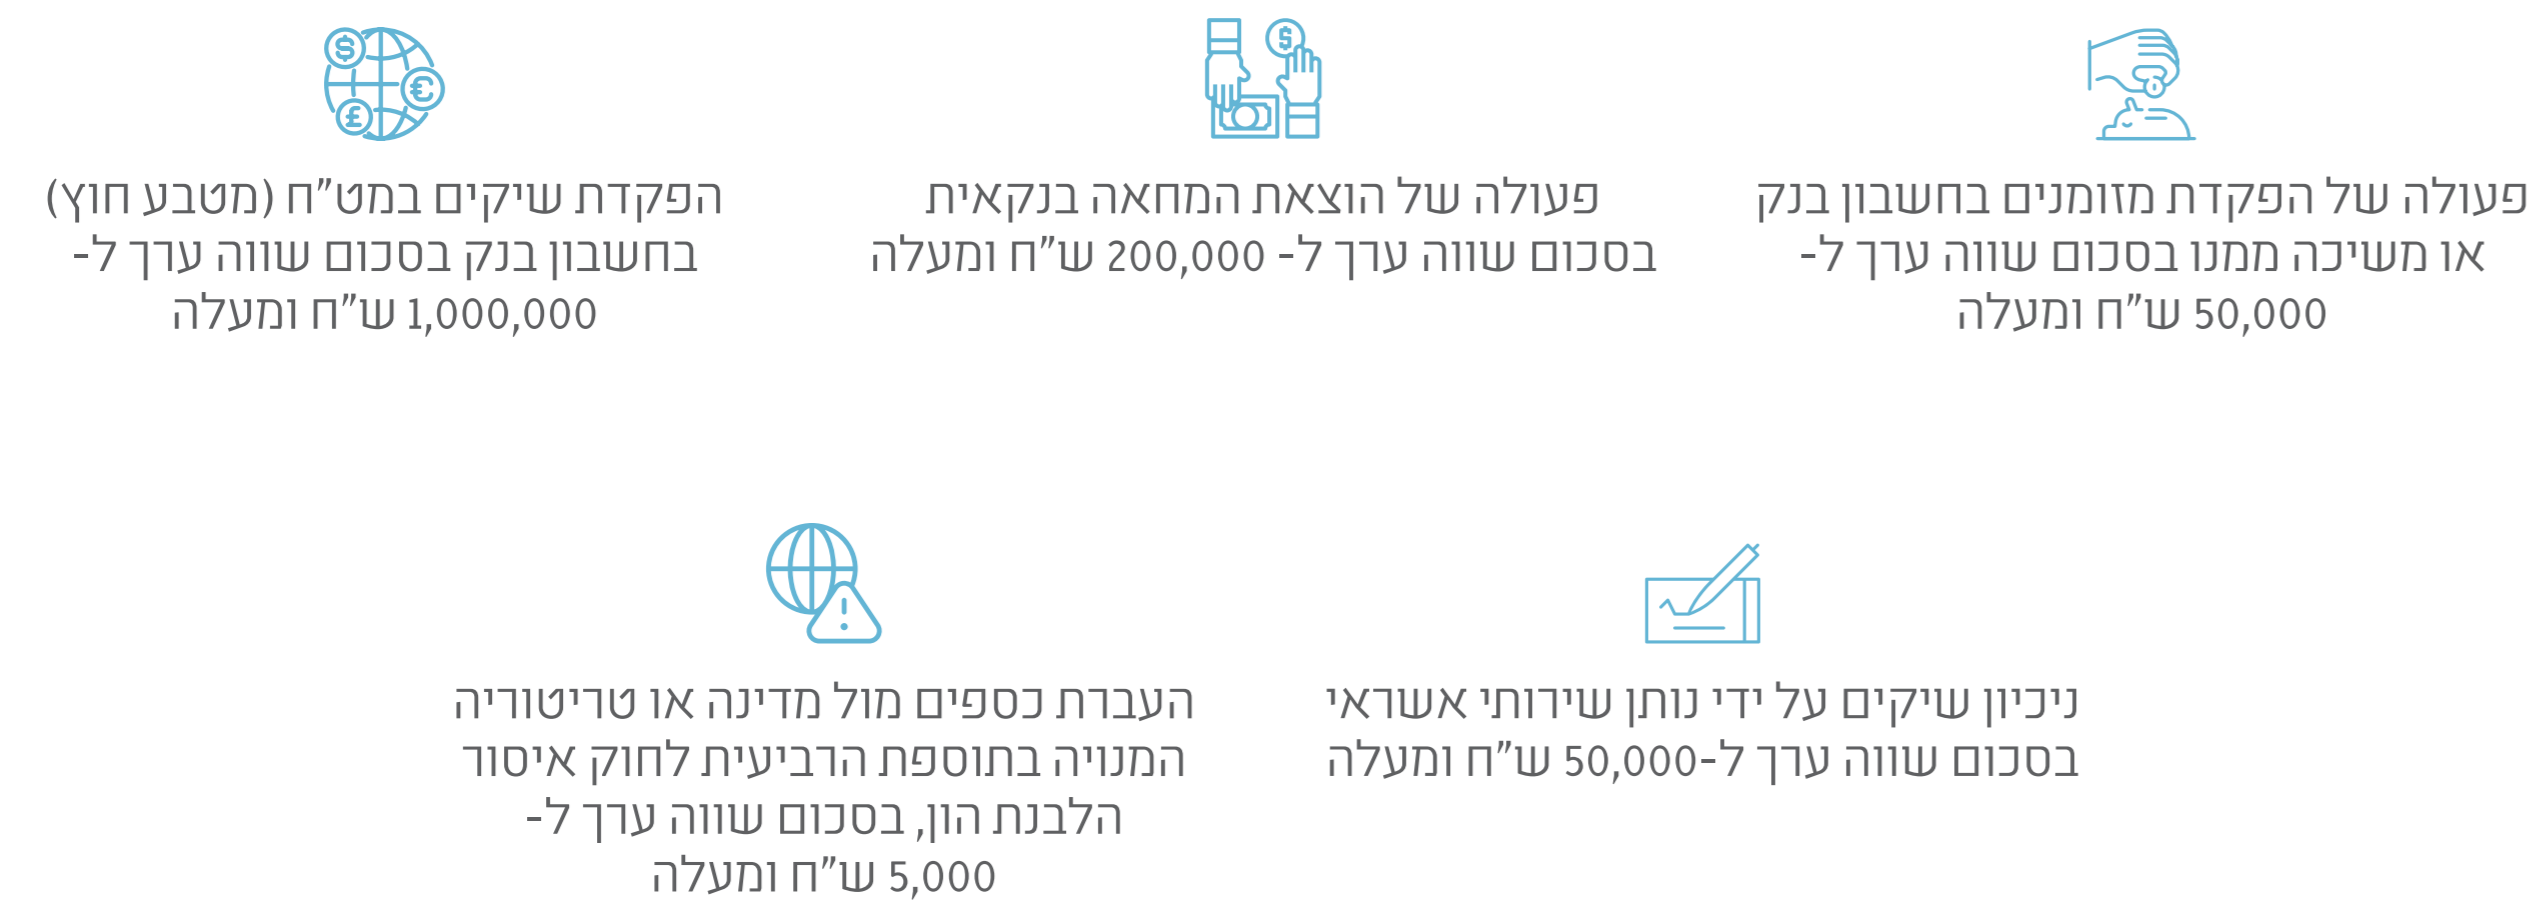 פעולה של הפקדת מזומנים בחשבון בנק
או משיכה ממנו בסכום שווה ערך ל-
50,000 ש"ח ומעלה
פעולה של הוצאת המחאה בנקאית
בסכום שווה ערך ל- 200,000 ש"ח ומעלה
הפקדת שיקים במט"ח (מטבע חוץ)
בחשבון בנק בסכום שווה ערך ל-
1,000,000 ש"ח ומעלה
ניכיון שיקים על ידי נותן שירותי אשראי
בסכום שווה ערך ל-50,000 ש"ח ומעלה
העברת כספים מול מדינה או טריטוריה
המנויה בתוספת הרביעית לחוק איסור
הלבנת הון, בסכום שווה ערך ל-
5,000 ש"ח ומעלה